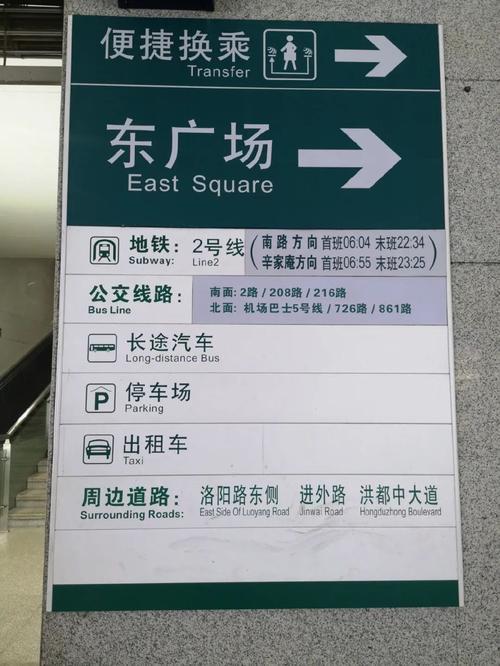 便捷换乘
Transfer
东广场
East Square
地铁: 2号线 (南路方向 首班06:04 末班22:34
辛家庵方向 首班06:55 末班23:25)
Subway: Line2
公交线路: 南面: 2路 / 208路 / 216路
Bus Line 北面: 机场巴士5号线 / 726路 / 861路
长途汽车
Long-distance Bus
P 停车场
Parking
出租车
Taxi
周边道路: 洛阳路东侧 进外路 洪都中大道
Surrounding Roads: East Side Of Luoyang Road Jinwai Road Hongduzhong Boulevard